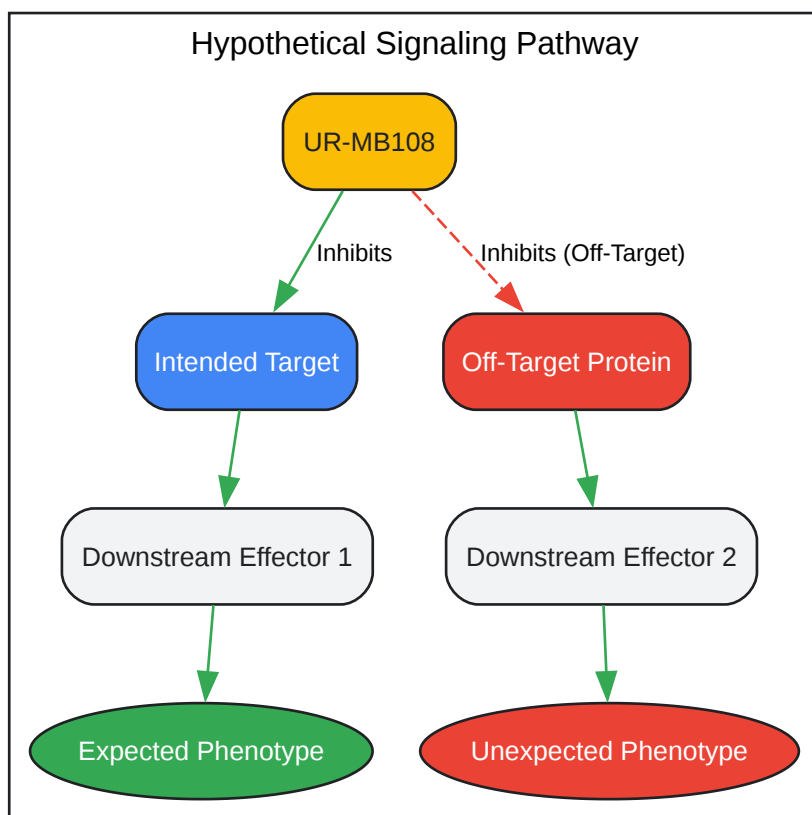 Hypothetical Signaling Pathway
UR-MB108
Inhibits
Inhibits (Off-Target)
Intended Target
Off-Target Protein
Downstream Effector 1
Downstream Effector 2
Expected Phenotype
Unexpected Phenotype